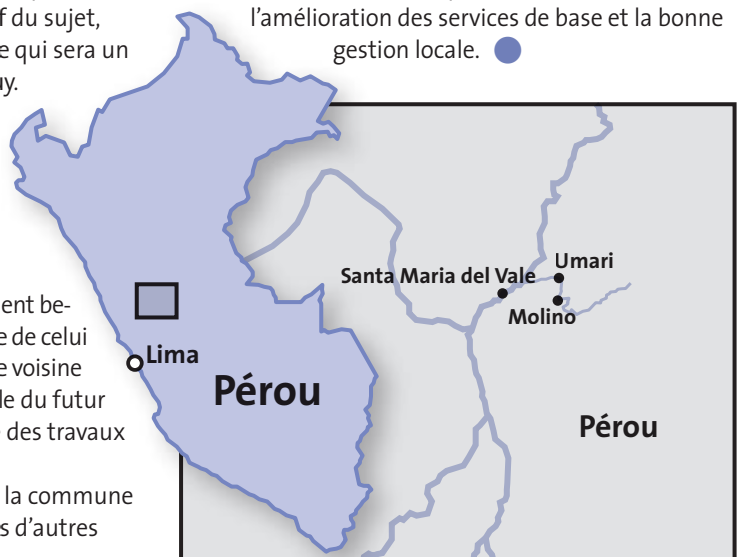 f du sujet,
e qui sera un
uy.
l'amélioration des services de base et la bonne
gestion locale.
ent be-
e de celui
e voisine
le du futur
des travaux
la commune
s d'autres
Lima
Pérou
Santa Maria del Vale
Umari
Molino
Pérou